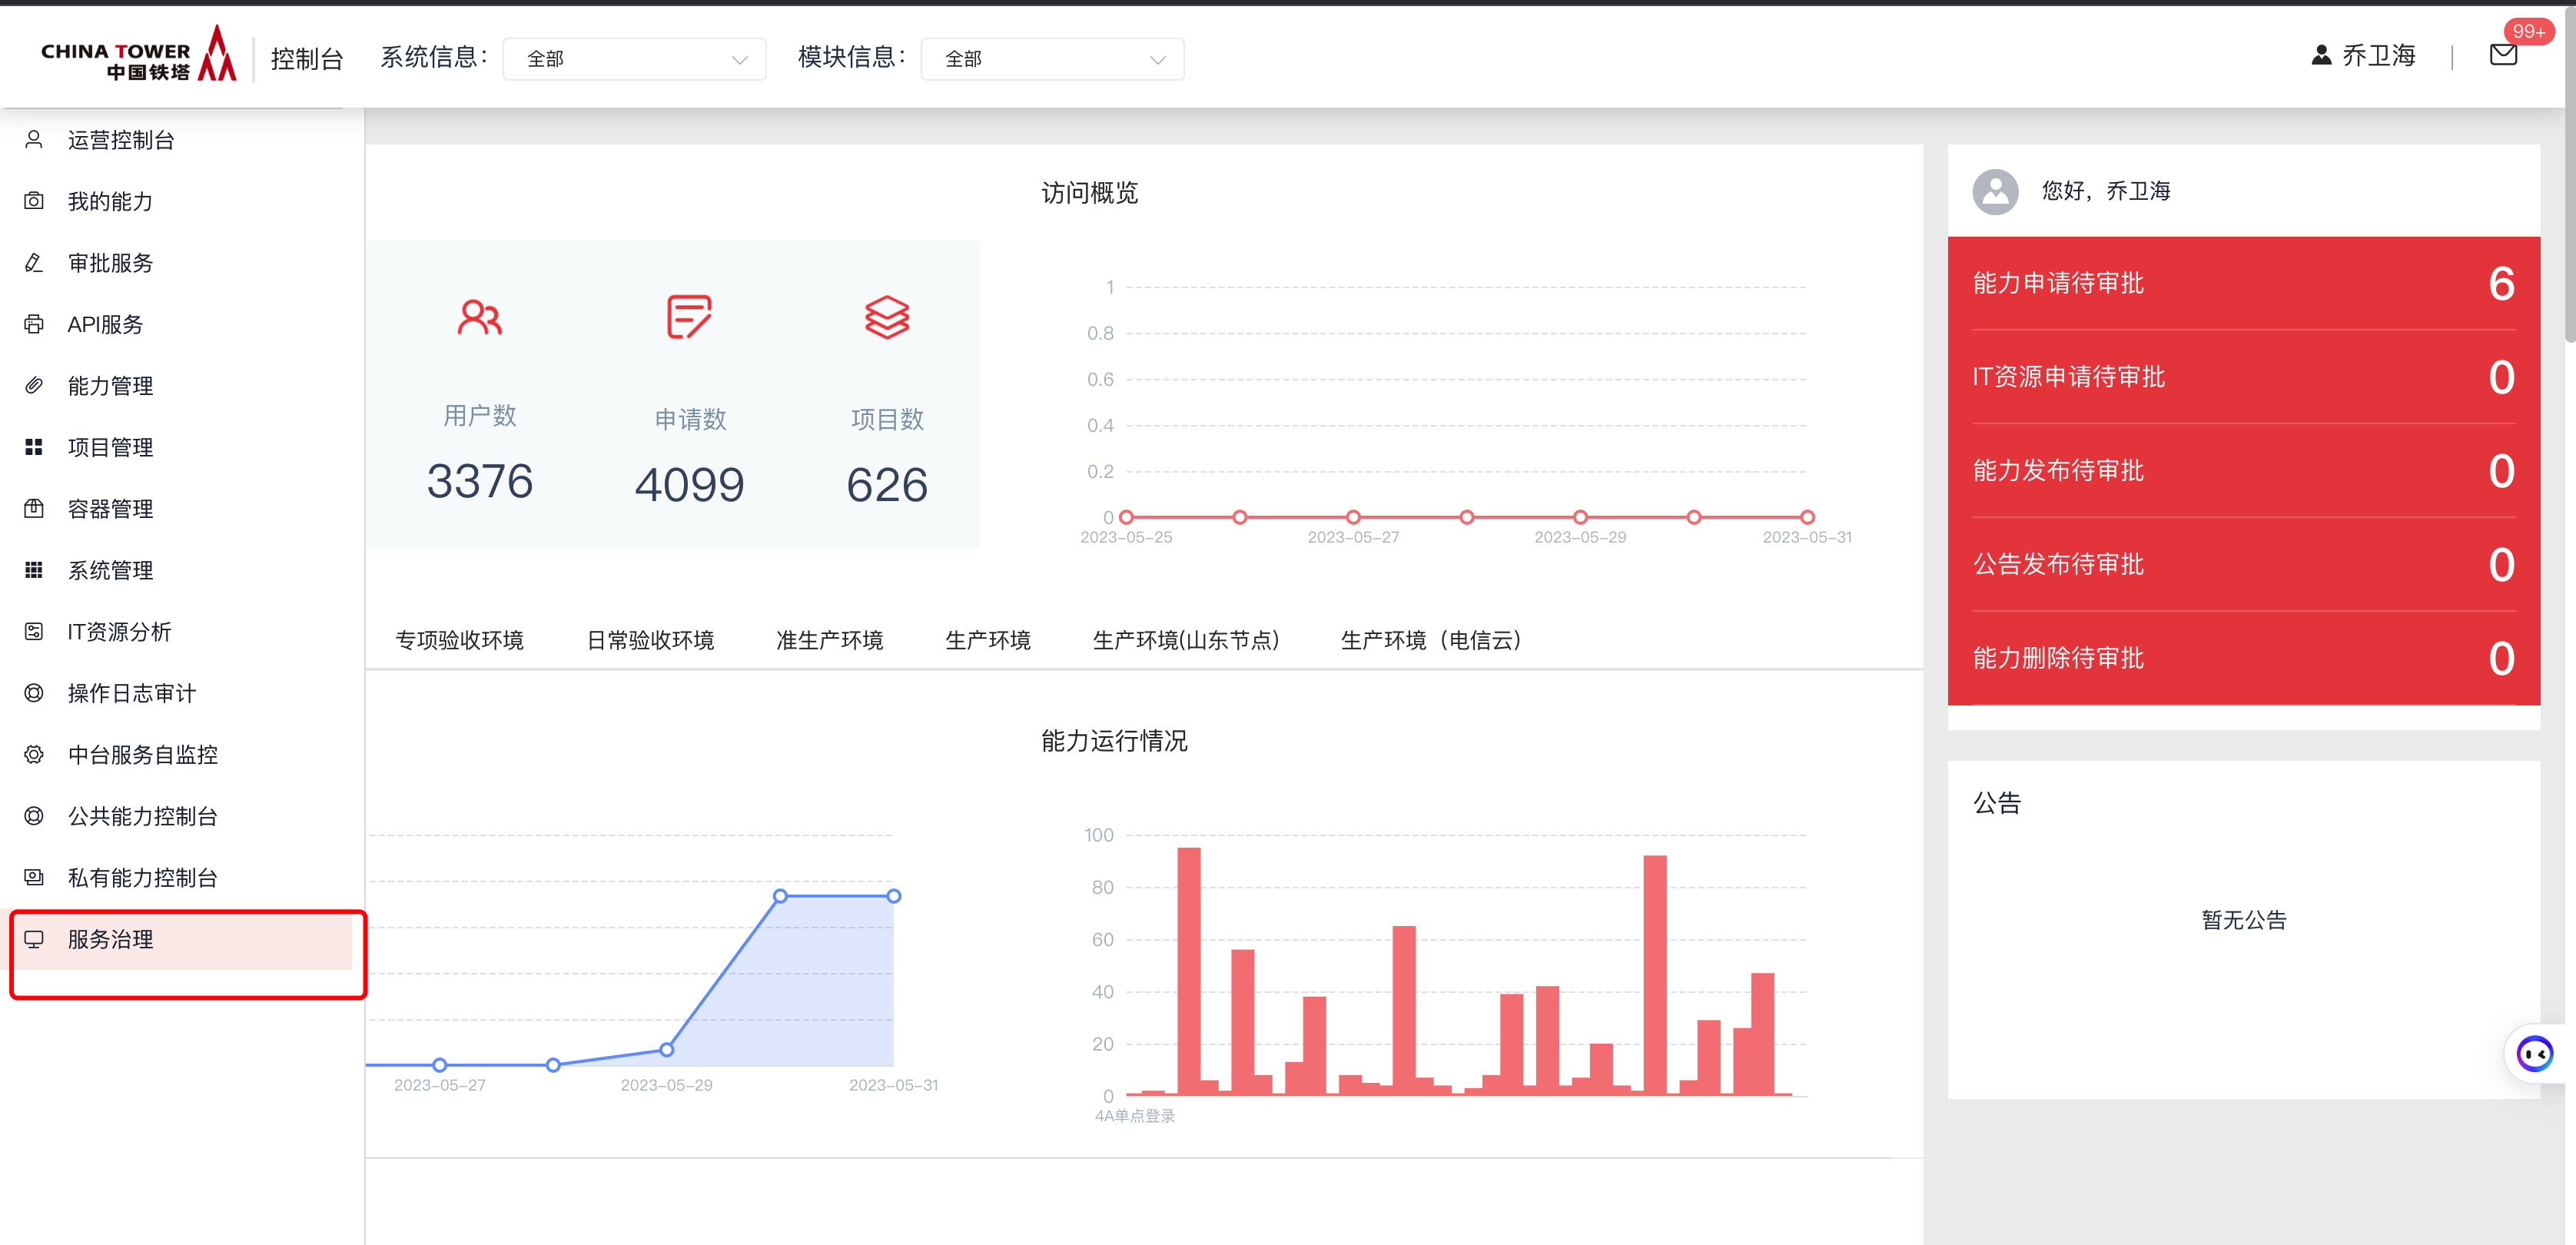 CHINA TOWER
中国铁塔
控制台
系统信息：
全部
模块信息：
全部
乔卫海
99+
运营控制台
我的能力
审批服务
API服务
能力管理
项目管理
容器管理
系统管理
IT资源分析
操作日志审计
中台服务自监控
公共能力控制台
私有能力控制台
服务治理
访问概览
用户数
申请数
项目数
3376
4099
626
1
0.8
0.6
0.4
0.2
0
2023-05-25
2023-05-27
2023-05-29
2023-05-31
专项验收环境
日常验收环境
准生产环境
生产环境
生产环境(山东节点)
生产环境（电信云）
能力运行情况
2023-05-27
2023-05-29
2023-05-31
100
80
60
40
20
0
4A单点登录
您好，乔卫海
能力申请待审批
6
IT资源申请待审批
0
能力发布待审批
0
公告发布待审批
0
能力删除待审批
0
公告
暂无公告